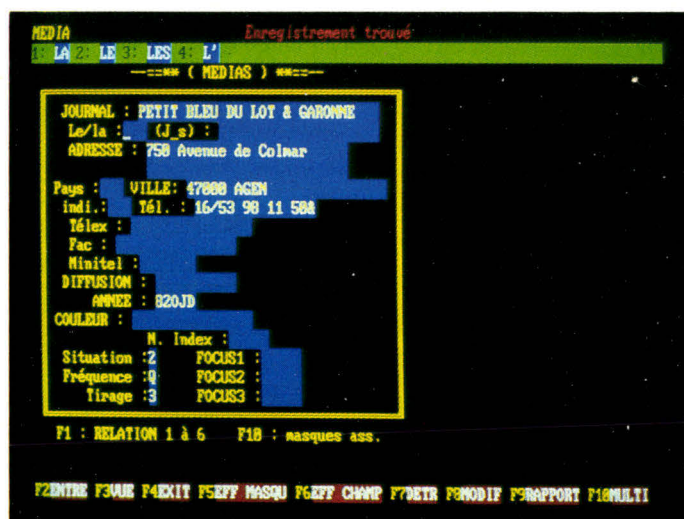 MEDIA Enregistrement trouvé
1: LA 2: LE 3: LES 4: L'
--==** ( MEDIAS ) **==--
JOURNAL : PETIT BLEU DU LOT & GARONNE
Le/la :_ (J_s) :
ADRESSE : 750 Avenue de Colmar
Pays : VILLE: 47000 AGEN
indi.: Tél. : 16/53 98 11 50&
Télex :
Fac :
Minitel :
DIFFUSION :
ANNEE : 820JD
COULEUR :
N. Index :
Situation :2 FOCUS1 :
Fréquence :Q FOCUS2 :
Tirage :3 FOCUS3 :
F1 : RELATION 1 à 6 F10 : masques ass.
F2ENTRE F3VUE F4EXIT F5EFF MASQU F6EFF CHAMP F7DETR F8MODIF F9RAPPORT F10MULTI